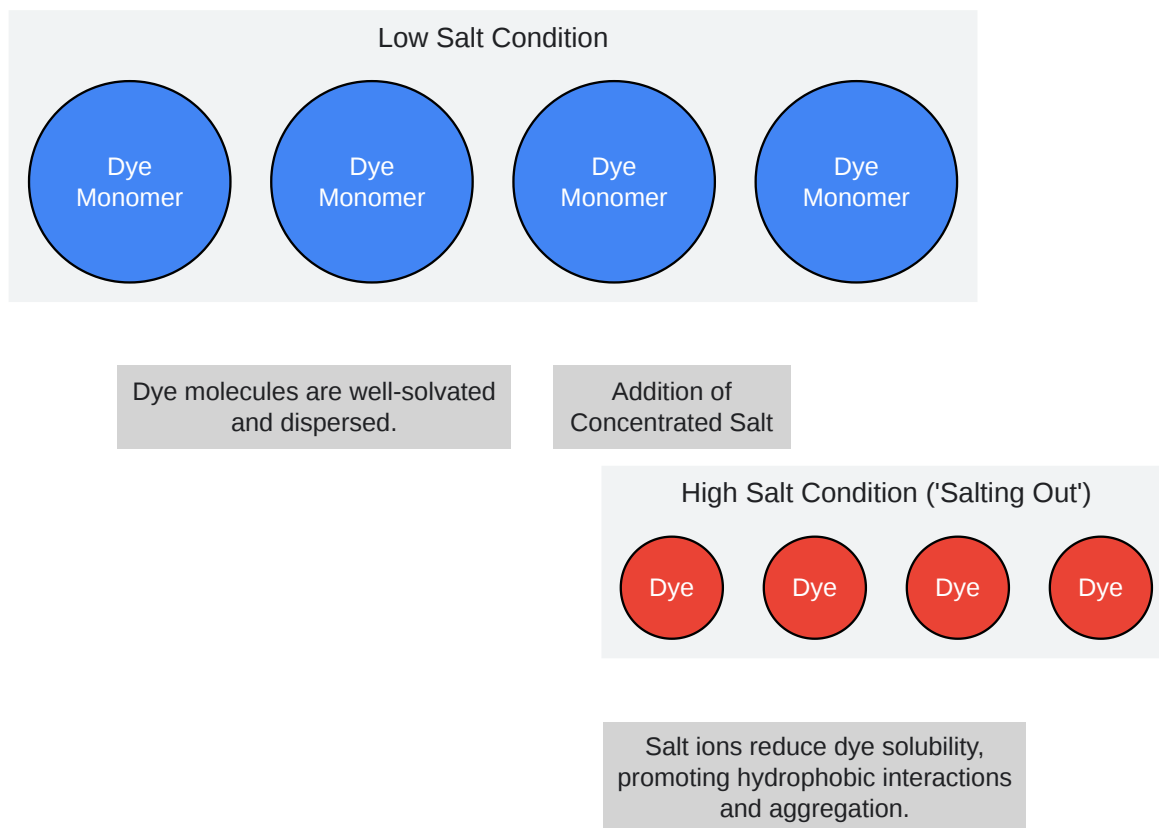 Low Salt Condition
Dye
Monomer
Dye
Monomer
Dye
Monomer
Dye
Monomer
Dye molecules are well-solvated
and dispersed.
Addition of
Concentrated Salt
High Salt Condition ('Salting Out')
Dye
Dye
Dye
Dye
Salt ions reduce dye solubility,
promoting hydrophobic interactions
and aggregation.